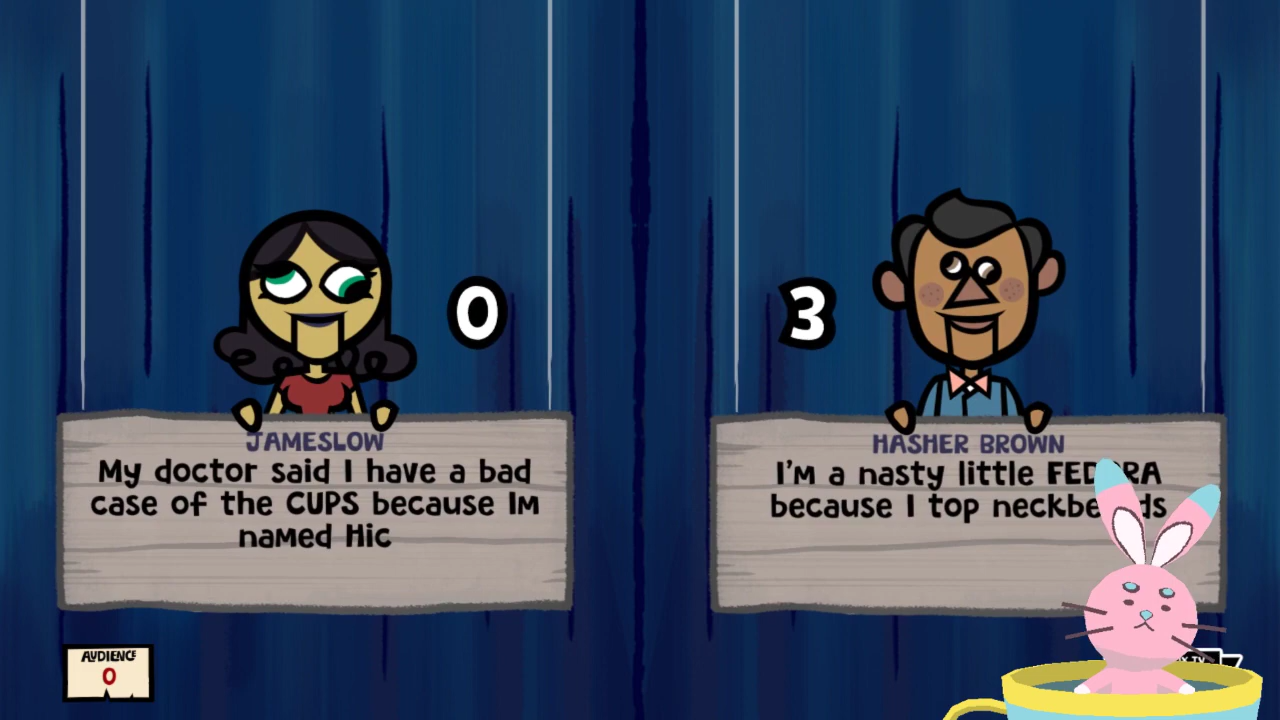 0
3
JAMESLOW
My doctor said I have a bad
case of the CUPS because Im
named Hic
HASHER BROWN
I'm a nasty little
because I top
AUDIENCE
0
TV